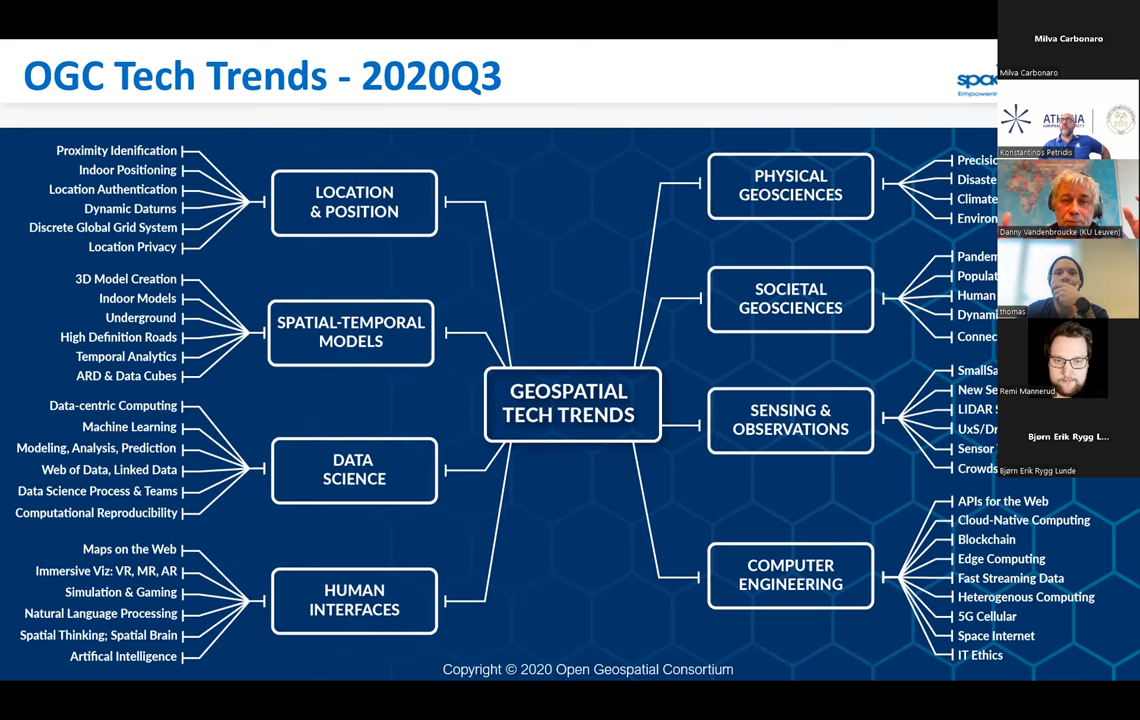 OGC Tech Trends - 2020Q3
Proximity Idenification
Indoor Positioning
Location Authentication
Dynamic Daturns
Discrete Global Grid System
Location Privacy
LOCATION
& POSITION
3D Model Creation
Indoor Models
Underground
High Definition Roads
Temporal Analytics
ARD & Data Cubes
SPATIAL-TEMPORAL
MODELS
Data-centric Computing
Machine Learning
Modeling, Analysis, Prediction
Web of Data, Linked Data
Data Science Process & Teams
Computational Reproducibility
DATA
SCIENCE
Maps on the Web
Immersive Viz: VR, MR, AR
Simulation & Gaming
Natural Language Processing
Spatial Thinking; Spatial Brain
Artifical Intelligence
HUMAN
INTERFACES
GEOSPATIAL
TECH TRENDS
PHYSICAL
GEOSCIENCES
Precisio
Disaste
Climate
Environ
SOCIETAL
GEOSCIENCES
Pandem
Populat
Human
Dynami
Connec
SENSING &
OBSERVATIONS
SmallSa
New Se
LIDAR S
UxS/Dr
Sensor
Crowds
COMPUTER
ENGINEERING
APIs for the Web
Cloud-Native Computing
Blockchain
Edge Computing
Fast Streaming Data
Heterogenous Computing
5G Cellular
Space Internet
IT Ethics
Copyright © 2020 Open Geospatial Consortium
Milva Carbonaro
Milva Carbonaro
Konstantinos Petridis
Danny Vandenbroucke (KU Leuven)
thomas
Remi Mannerud
Bjørn Erik Rygg L...
Bjørn Erik Rygg Lunde